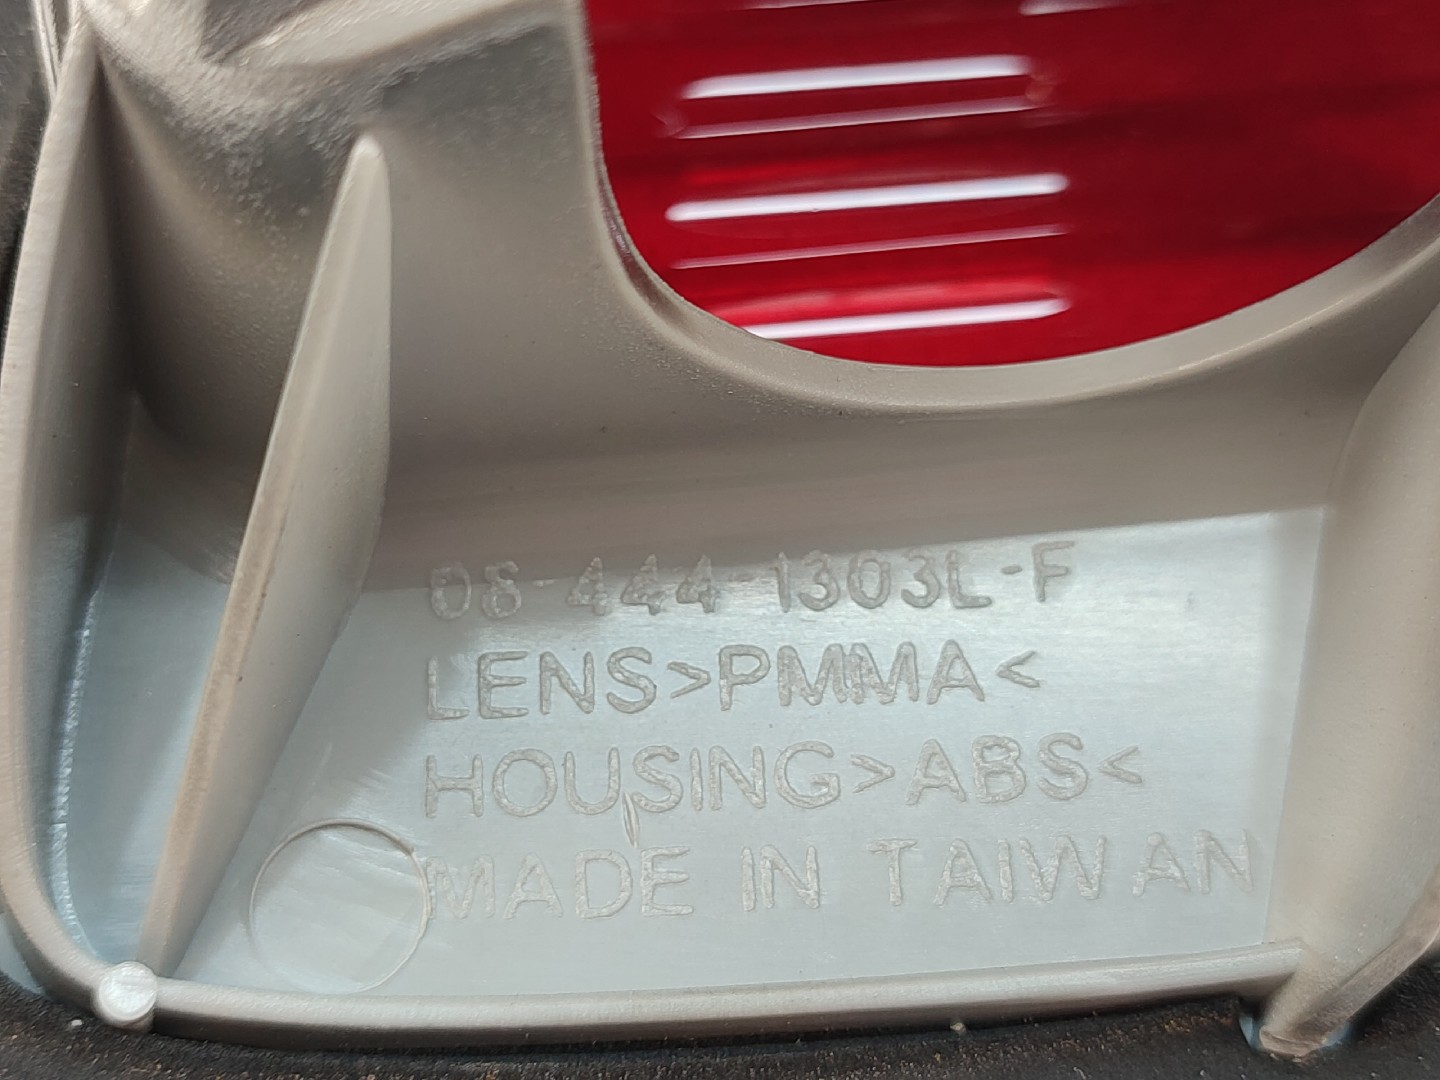 08-444-1303L-F
LENS>PMMA<
HOUSING>ABS<
MADE IN TAIWAN